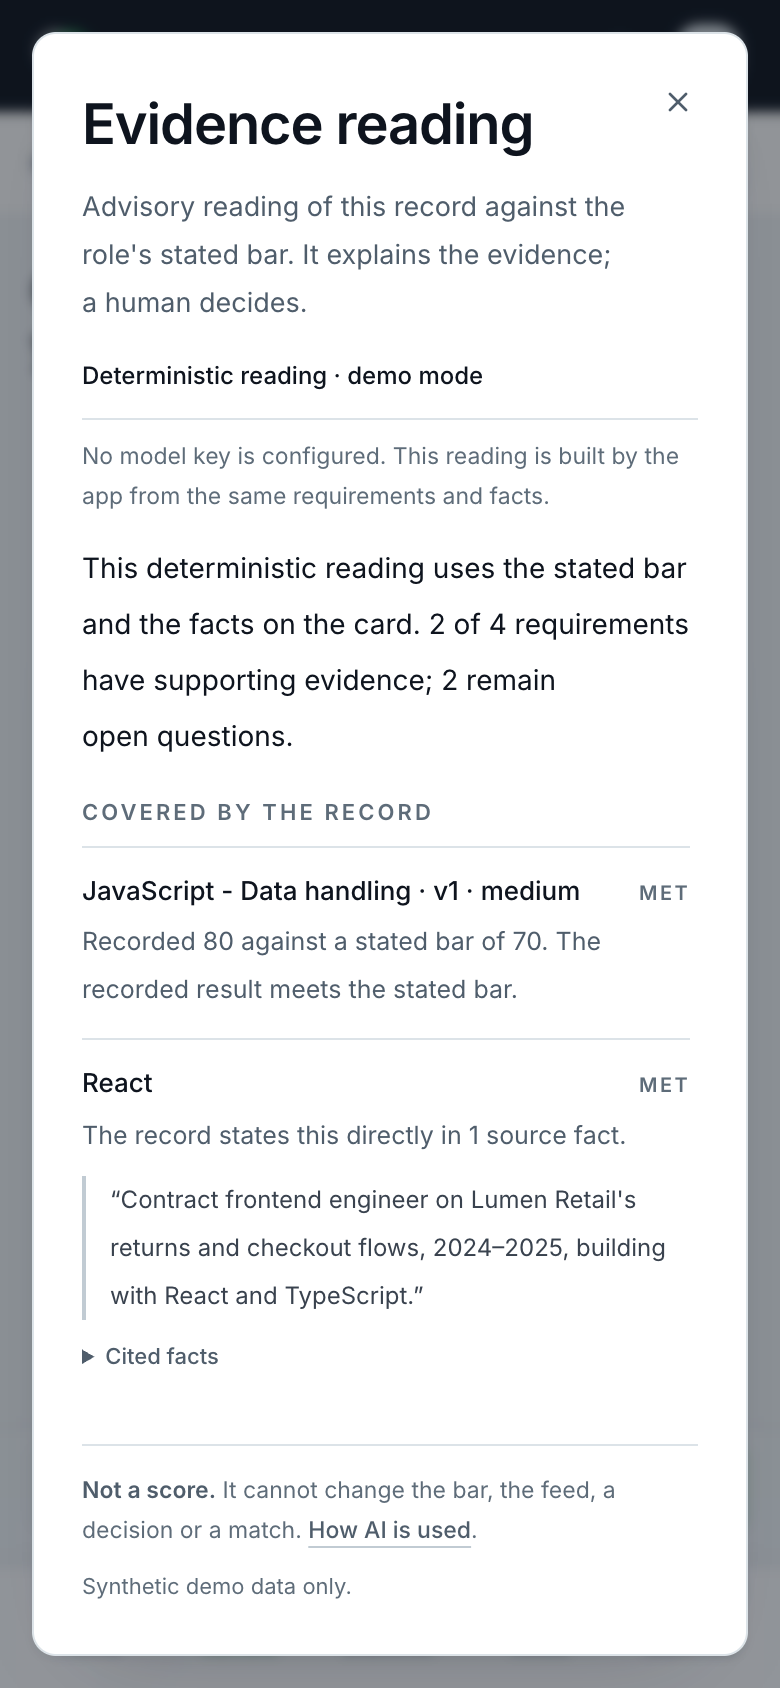 Evidence reading
Advisory reading of this record against the
role's stated bar. It explains the evidence;
a human decides.
Deterministic reading · demo mode
No model key is configured. This reading is built by the
app from the same requirements and facts.
This deterministic reading uses the stated bar
and the facts on the card. 2 of 4 requirements
have supporting evidence; 2 remain
open questions.
COVERED BY THE RECORD
JavaScript - Data handling · v1 · medium MET
Recorded 80 against a stated bar of 70. The
recorded result meets the stated bar.
React MET
The record states this directly in 1 source fact.
“Contract frontend engineer on Lumen Retail's
returns and checkout flows, 2024–2025, building
with React and TypeScript.”
Cited facts
Not a score. It cannot change the bar, the feed, a
decision or a match. How AI is used.
Synthetic demo data only.